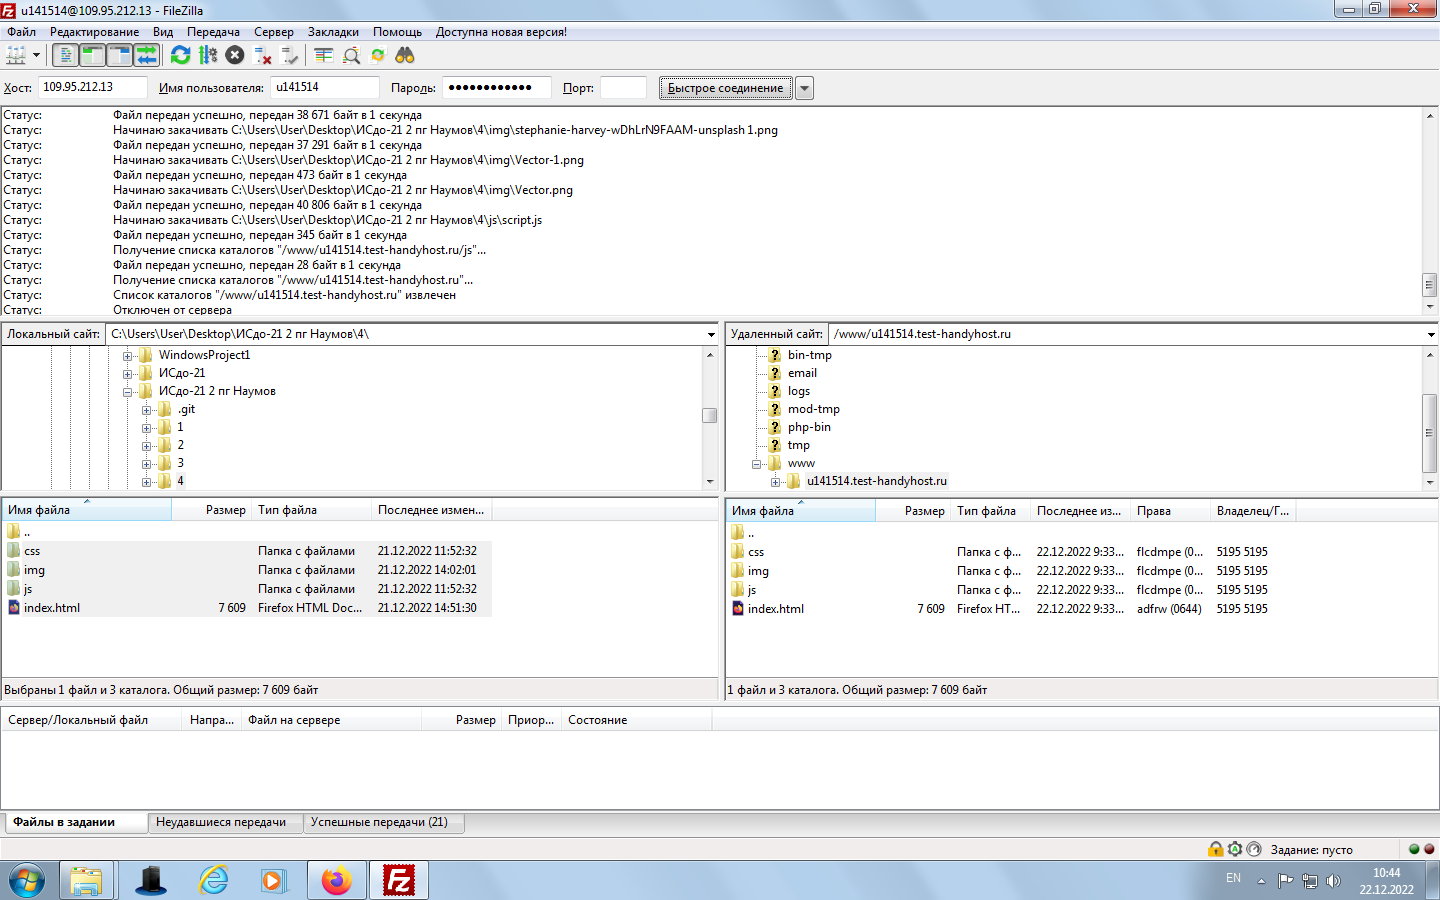 u141514@109.95.212.13 - FileZilla
Файл Редактирование Вид Передача Сервер Закладки Помощь Доступна новая версия!
Хост: 109.95.212.13 Имя пользователя: u141514 Пароль: ●●●●●●●●●●●● Порт: Быстрое соединение
Статус: Файл передан успешно, передан 38 671 байт в 1 секунда
Статус: Начинаю закачивать C:\Users\User\Desktop\ИСдо-21 2 пг Наумов\4\img\stephanie-harvey-wDhLrN9FAAM-unsplash 1.png
Статус: Файл передан успешно, передан 37 291 байт в 1 секунда
Статус: Начинаю закачивать C:\Users\User\Desktop\ИСдо-21 2 пг Наумов\4\img\Vector-1.png
Статус: Файл передан успешно, передан 473 байт в 1 секунда
Статус: Начинаю закачивать C:\Users\User\Desktop\ИСдо-21 2 пг Наумов\4\img\Vector.png
Статус: Файл передан успешно, передан 40 806 байт в 1 секунда
Статус: Начинаю закачивать C:\Users\User\Desktop\ИСдо-21 2 пг Наумов\4\js\script.js
Статус: Файл передан успешно, передан 345 байт в 1 секунда
Статус: Получение списка каталогов "/www/u141514.test-handyhost.ru/js"...
Статус: Файл передан успешно, передан 28 байт в 1 секунда
Статус: Получение списка каталогов "/www/u141514.test-handyhost.ru"...
Статус: Список каталогов "/www/u141514.test-handyhost.ru" извлечен
Статус: Отключен от сервера
Локальный сайт: C:\Users\User\Desktop\ИСдо-21 2 пг Наумов\4\
WindowsProject1
ИСдо-21
ИСдо-21 2 пг Наумов
.git
1
2
3
4
Удаленный сайт: /www/u141514.test-handyhost.ru
bin-tmp
email
logs
mod-tmp
php-bin
tmp
www
u141514.test-handyhost.ru
Имя файла Размер Тип файла Последнее измен...
..
css Папка с файлами 21.12.2022 11:52:32
img Папка с файлами 21.12.2022 14:02:01
js Папка с файлами 21.12.2022 11:52:32
index.html 7 609 Firefox HTML Doc... 21.12.2022 14:51:30
Выбраны 1 файл и 3 каталога. Общий размер: 7 609 байт
Имя файла Размер Тип файла Последнее из... Права Владелец/Г...
..
css Папка с ф... 22.12.2022 9:33... flcdmpe (0... 5195 5195
img Папка с ф... 22.12.2022 9:33... flcdmpe (0... 5195 5195
js Папка с ф... 22.12.2022 9:33... flcdmpe (0... 5195 5195
index.html 7 609 Firefox HT... 22.12.2022 9:33... adfrw (0644) 5195 5195
1 файл и 3 каталога. Общий размер: 7 609 байт
Сервер/Локальный файл Напра... Файл на сервере Размер Приор... Состояние
Файлы в задании Неудавшиеся передачи Успешные передачи (21)
Задание: пусто
EN 10:44
22.12.2022